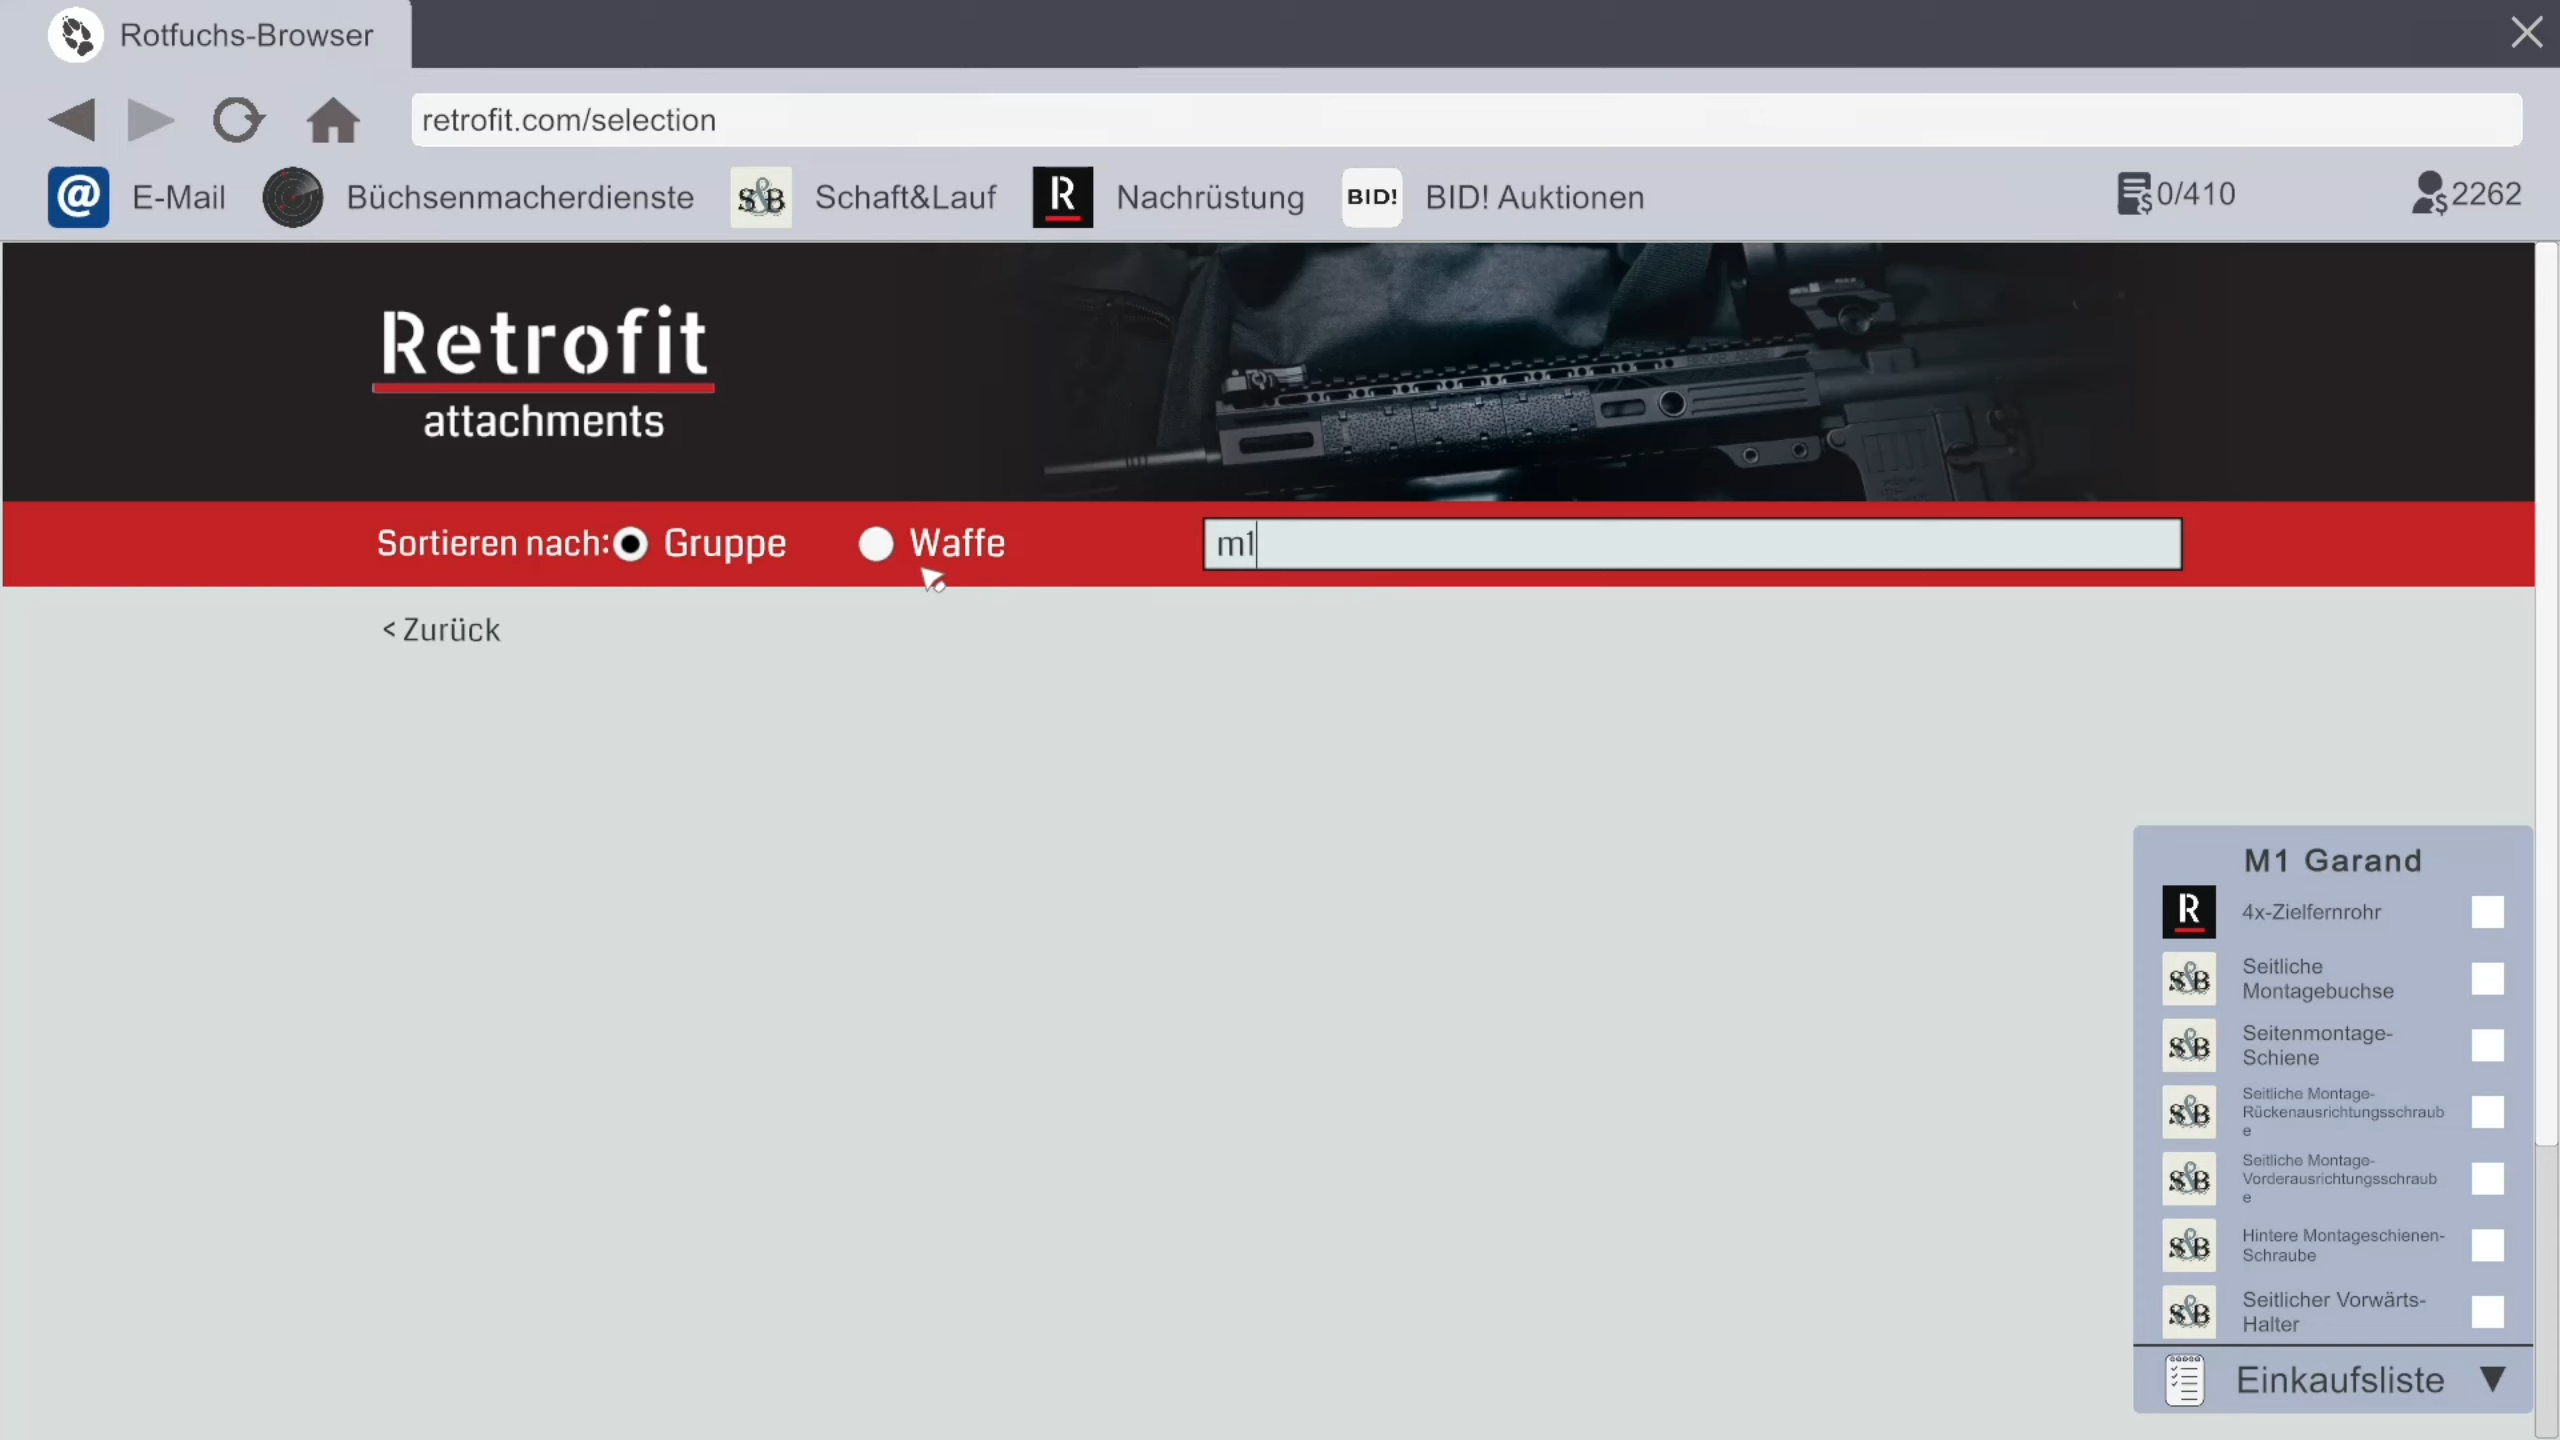 Rotfuchs-Browser
retrofit.com/selection
@ E-Mail
Büchsenmacherdienste
S&B Schaft&Lauf
R Nachrüstung
BID! BID! Auktionen
0/410
2262
Retrofit
attachments
Sortieren nach: Gruppe Waffe
m1
< Zurück
M1 Garand
R 4x-Zielfernrohr
S&B Seitliche
Montagebuchse
S&B Seitenmontage-
Schiene
S&B Seitliche Montage-
Rückenausrichtungsschraub
e
S&B Seitliche Montage-
Vorderausrichtungsschraub
e
S&B Hintere Montageschienen-
Schraube
S&B Seitlicher Vorwärts-
Halter
Einkaufsliste